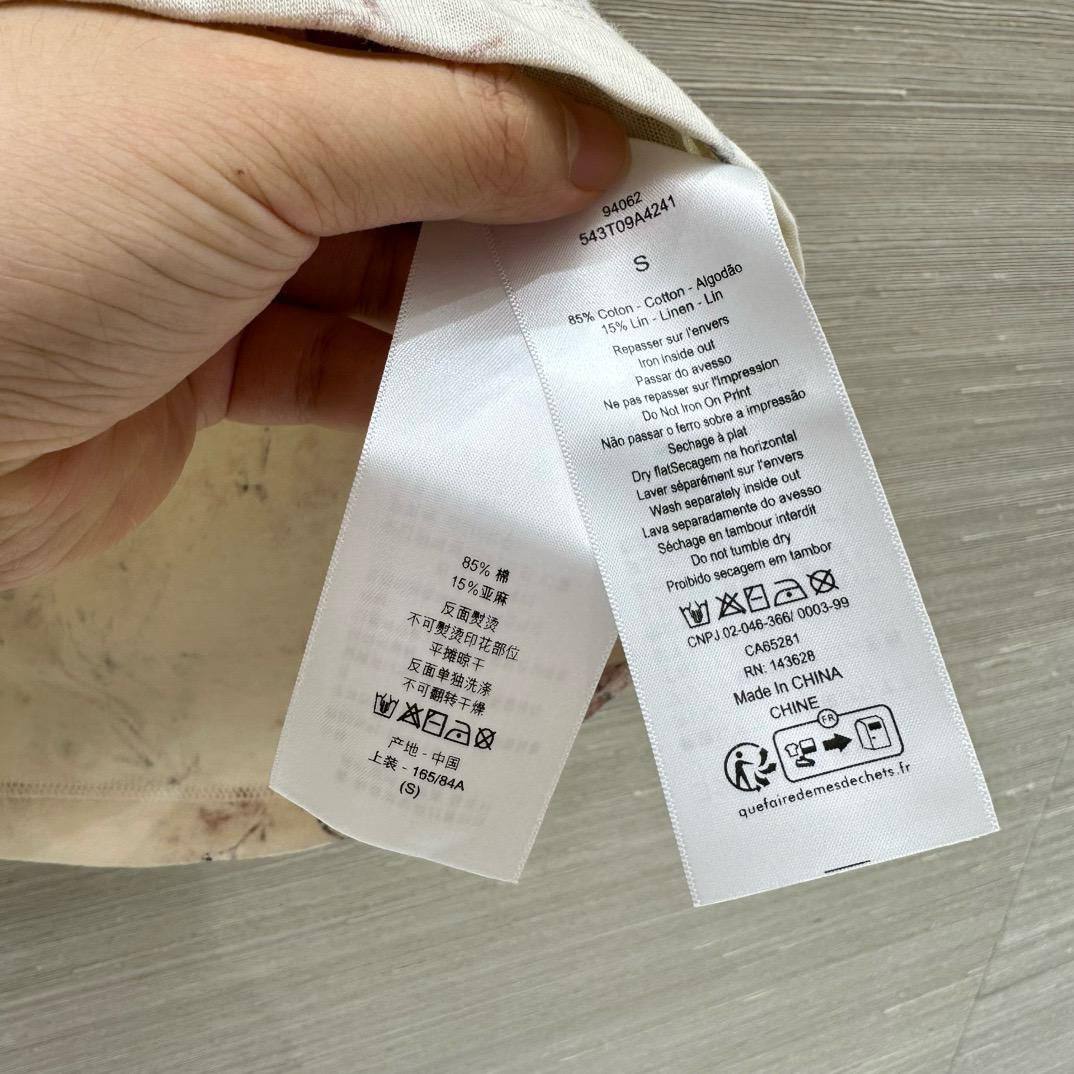 85% 棉
15%亚麻
反面熨烫
不可熨烫印花部位
平摊晾干
反面单独洗涤
不可翻转干燥
产地 - 中国
上装 - 165/84A
(S)
94062
543T09A4241
S
85% Coton - Cotton - Algodão
15% Lin - Linen - Lin
Repasser sur l'envers
Iron inside out
Passar do avesso
Ne pas repasser sur l'impression
Do Not Iron On Print
Não passar o ferro sobre a impressão
Sechage à plat
Dry flatSecagem na horizontal
Laver séparément sur l'envers
Wash separately inside out
Lava separadamente do avesso
Séchage en tambour interdit
Do not tumble dry
Proibido secagem em tambor
CNPJ 02-046-366/ 0003-99
CA65281
RN: 143628
Made In CHINA
CHINE
FR
quefairedemesdechets.fr